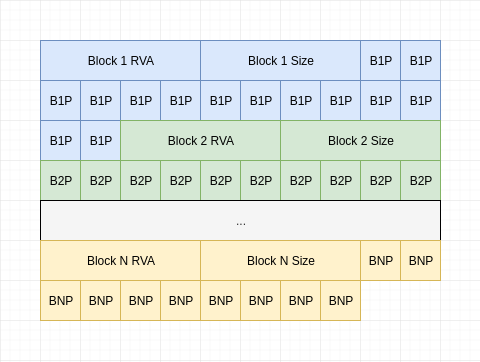 Block 1 RVA Block 1 Size B1P B1P
B1P B1P B1P B1P B1P B1P B1P B1P B1P B1P
B1P B1P Block 2 RVA Block 2 Size
B2P B2P B2P B2P B2P B2P B2P B2P B2P B2P
...
Block N RVA Block N Size BNP BNP
BNP BNP BNP BNP BNP BNP BNP BNP